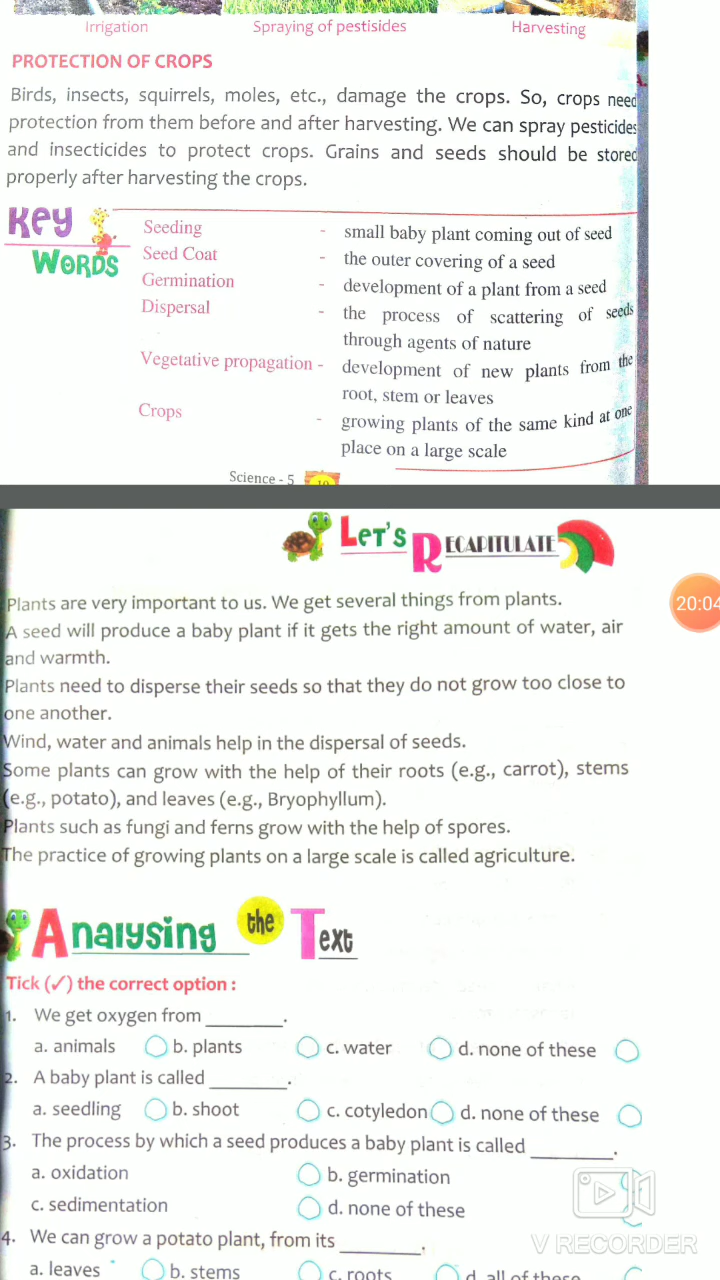 Irrigation Spraying of pestisides Harvesting
PROTECTION OF CROPS
Birds, insects, squirrels, moles, etc., damage the crops. So, crops need
protection from them before and after harvesting. We can spray pesticides
and insecticides to protect crops. Grains and seeds should be stored
properly after harvesting the crops.
Key Words
Seeding - small baby plant coming out of seed
Seed Coat - the outer covering of a seed
Germination - development of a plant from a seed
Dispersal - the process of scattering of seeds
through agents of nature
Vegetative propagation - development of new plants from the
root, stem or leaves
Crops - growing plants of the same kind at one
place on a large scale
Science - 5 19
Let's Recapitulate
Plants are very important to us. We get several things from plants.
20:04
A seed will produce a baby plant if it gets the right amount of water, air
and warmth.
Plants need to disperse their seeds so that they do not grow too close to
one another.
Wind, water and animals help in the dispersal of seeds.
Some plants can grow with the help of their roots (e.g., carrot), stems
(e.g., potato), and leaves (e.g., Bryophyllum).
Plants such as fungi and ferns grow with the help of spores.
The practice of growing plants on a large scale is called agriculture.
Analysing the Text
Tick (✓) the correct option :
1. We get oxygen from ________.
a. animals b. plants c. water d. none of these
2. A baby plant is called ________.
a. seedling b. shoot c. cotyledon d. none of these
3. The process by which a seed produces a baby plant is called ________.
a. oxidation b. germination
c. sedimentation d. none of these
4. We can grow a potato plant, from its ________.
V RECORDER
a. leaves b. stems c. roots d. all of these